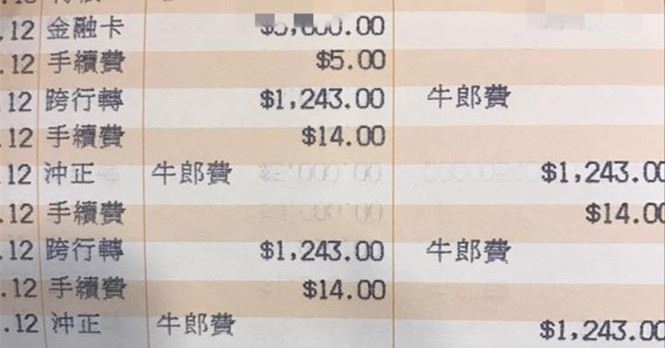 .12 金融卡
.12 手續費 $5.00
.12 跨行轉 $1,243.00 牛郎費
.12 手續費 $14.00
.12 沖正 牛郎費 $1,243.00
.12 手續費 $14.00
.12 跨行轉 $1,243.00 牛郎費
.12 手續費 $14.00
.12 沖正 牛郎費 $1,243.00